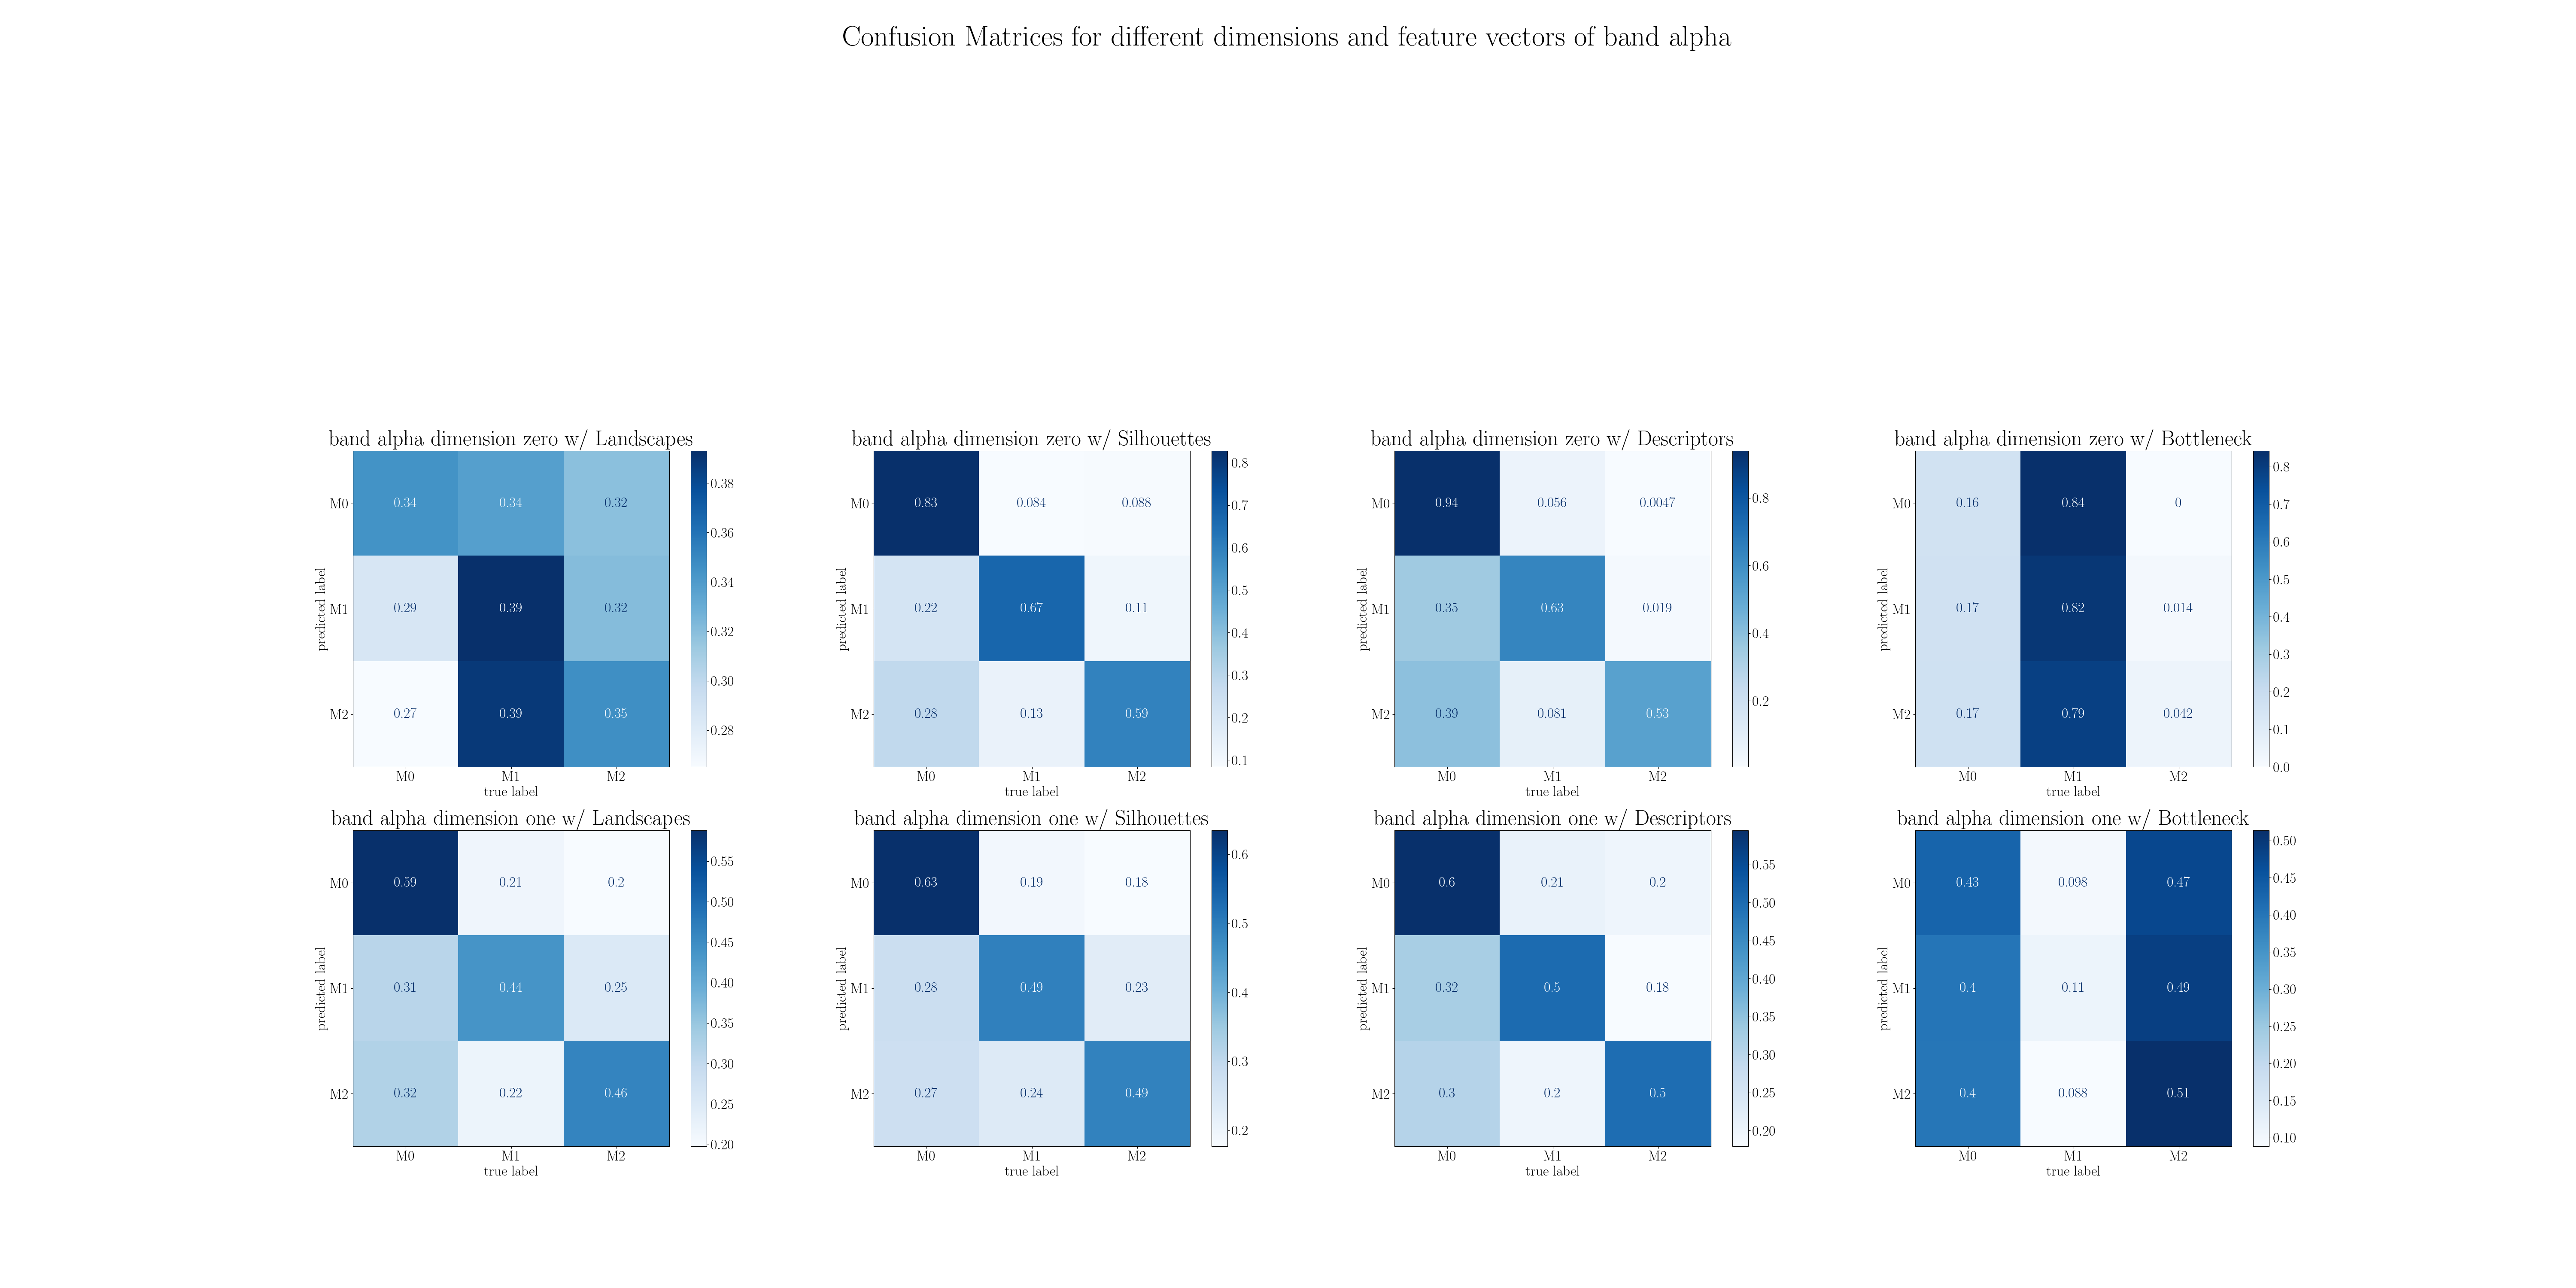 Confusion Matrices for different dimensions and feature vectors of band alpha
band alpha dimension zero w/ Landscapes
predicted label
M0 0.34 0.34 0.32
M1 0.29 0.39 0.32
M2 0.27 0.39 0.35
M0 M1 M2
true label
0.38
0.36
0.34
0.32
0.30
0.28
band alpha dimension zero w/ Silhouettes
predicted label
M0 0.83 0.084 0.088
M1 0.22 0.67 0.11
M2 0.28 0.13 0.59
M0 M1 M2
true label
0.8
0.7
0.6
0.5
0.4
0.3
0.2
0.1
band alpha dimension zero w/ Descriptors
predicted label
M0 0.94 0.056 0.0047
M1 0.35 0.63 0.019
M2 0.39 0.081 0.53
M0 M1 M2
true label
0.8
0.6
0.4
0.2
band alpha dimension zero w/ Bottleneck
predicted label
M0 0.16 0.84 0
M1 0.17 0.82 0.014
M2 0.17 0.79 0.042
M0 M1 M2
true label
0.8
0.7
0.6
0.5
0.4
0.3
0.2
0.1
0.0
band alpha dimension one w/ Landscapes
predicted label
M0 0.59 0.21 0.2
M1 0.31 0.44 0.25
M2 0.32 0.22 0.46
M0 M1 M2
true label
0.55
0.50
0.45
0.40
0.35
0.30
0.25
0.20
band alpha dimension one w/ Silhouettes
predicted label
M0 0.63 0.19 0.18
M1 0.28 0.49 0.23
M2 0.27 0.24 0.49
M0 M1 M2
true label
0.6
0.5
0.4
0.3
0.2
band alpha dimension one w/ Descriptors
predicted label
M0 0.6 0.21 0.2
M1 0.32 0.5 0.18
M2 0.3 0.2 0.5
M0 M1 M2
true label
0.55
0.50
0.45
0.40
0.35
0.30
0.25
0.20
band alpha dimension one w/ Bottleneck
predicted label
M0 0.43 0.098 0.47
M1 0.4 0.11 0.49
M2 0.4 0.088 0.51
M0 M1 M2
true label
0.50
0.45
0.40
0.35
0.30
0.25
0.20
0.15
0.10